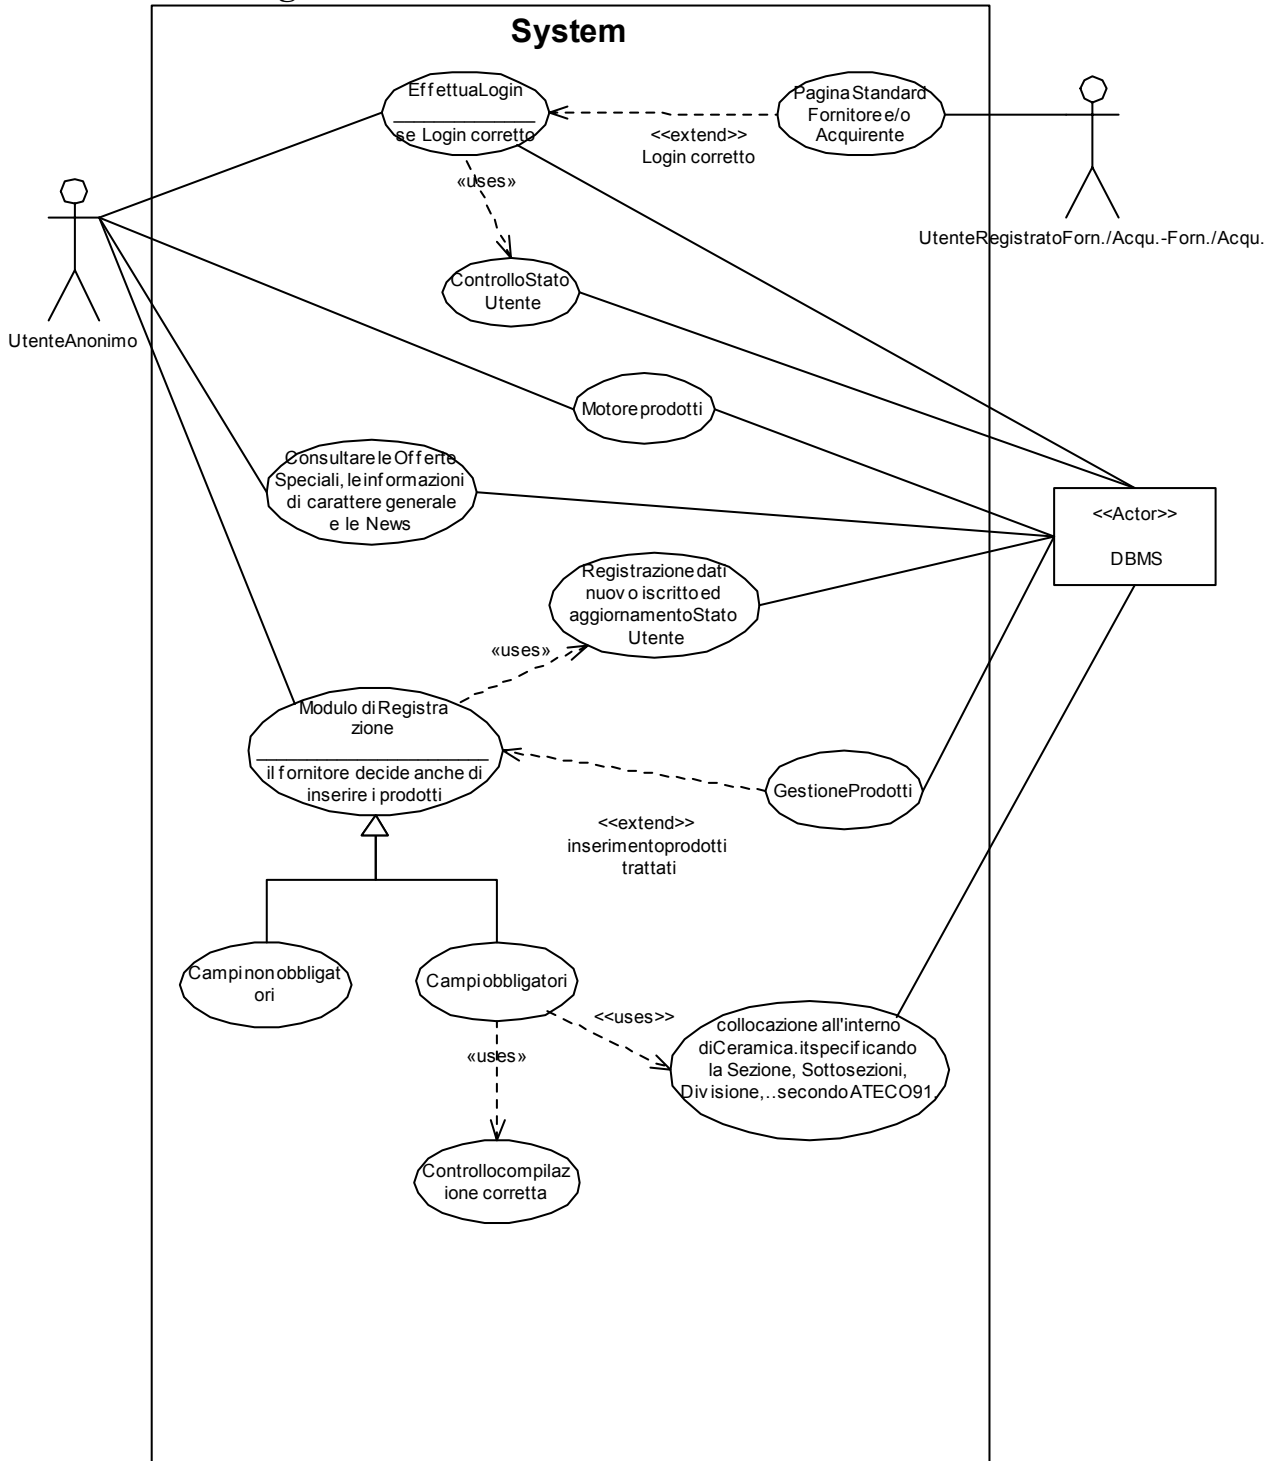 System
EffettuaLogin
se Login corretto
PaginaStandard
Fornitore e/o
Acquirente
<<extend>>
Login corretto
«uses»
UtenteRegistratoForn./Acqu.-Forn./Acqu.
ControlloStato
Utente
UtenteAnonimo
Motore prodotti
Consultare le Offerte
Speciali, le informazioni
di carattere generale
e le News
<<Actor>>
DBMS
Registrazione dati
nuovo iscritto ed
aggiornamentoStato
Utente
«uses»
Modulo di Registra
zione
il fornitore decide anche di
inserire i prodotti
GestioneProdotti
<<extend>>
inserimentoprodotti
trattati
Campi non obbligat
ori
Campi obbligatori
<<uses>>
collocazione all'interno
diCeramica.itspecificando
la Sezione, Sottosezioni,
Divisione,..secondoATECO91.
«uses»
Controllocompilaz
ione corretta